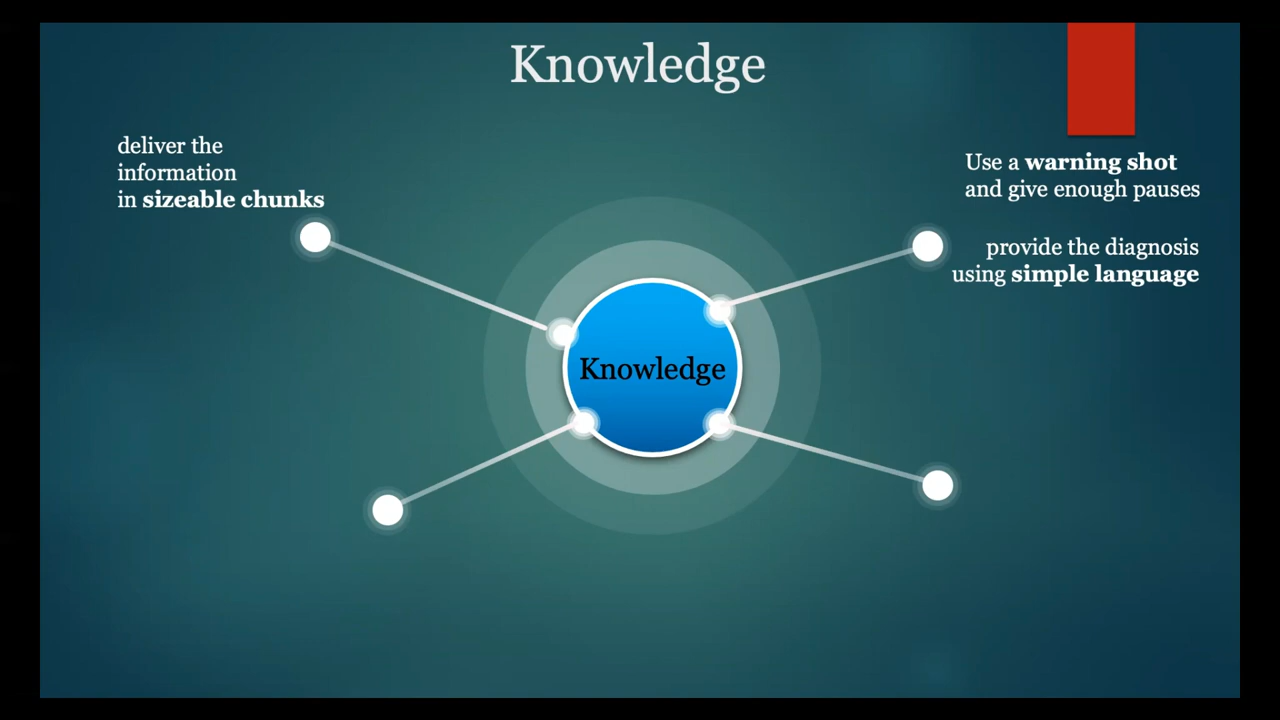 Knowledge
deliver the
information
in sizeable chunks
Use a warning shot
and give enough pauses
provide the diagnosis
using simple language
Knowledge